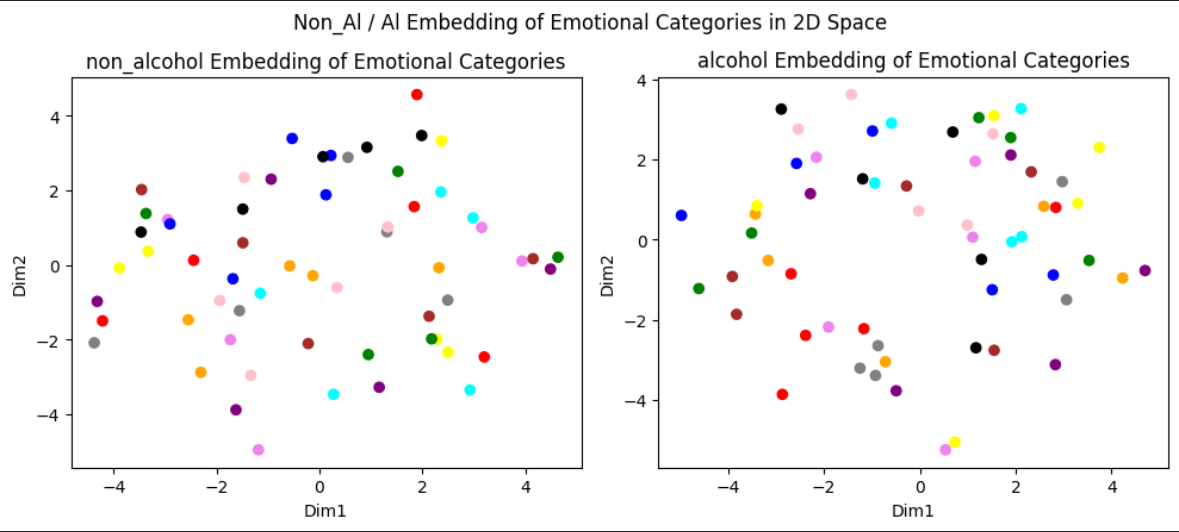 Non_Al / Al Embedding of Emotional Categories in 2D Space
non_alcohol Embedding of Emotional Categories
4
2
0
−2
−4
Dim2
−4 −2 0 2 4
Dim1
alcohol Embedding of Emotional Categories
4
2
0
−2
−4
Dim2
−4 −2 0 2 4
Dim1